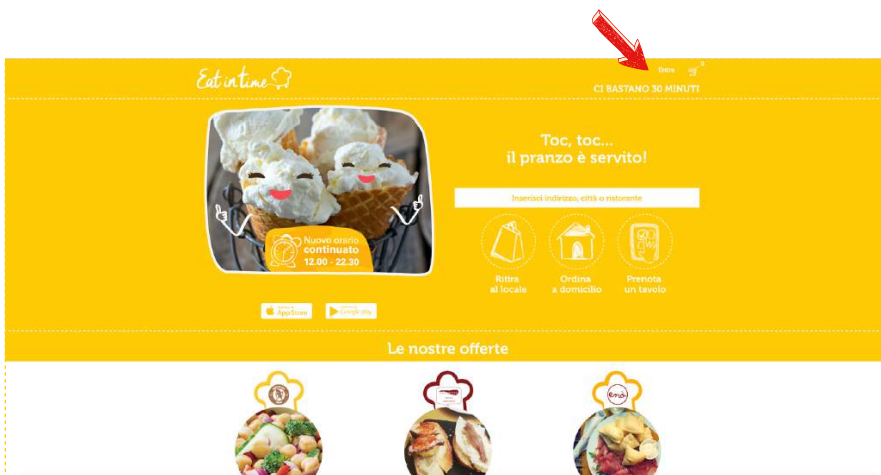 Entra
Eat in time
CI BASTANO 30 MINUTI
Toc, toc...
il pranzo è servito!
Inserisci indirizzo, città o ristorante
Nuovo orario
continuato
12.00 - 22.30
Ritira
al locale
Ordina
a domicilio
Prenota
un tavolo
App Store
Google play
Le nostre offerte